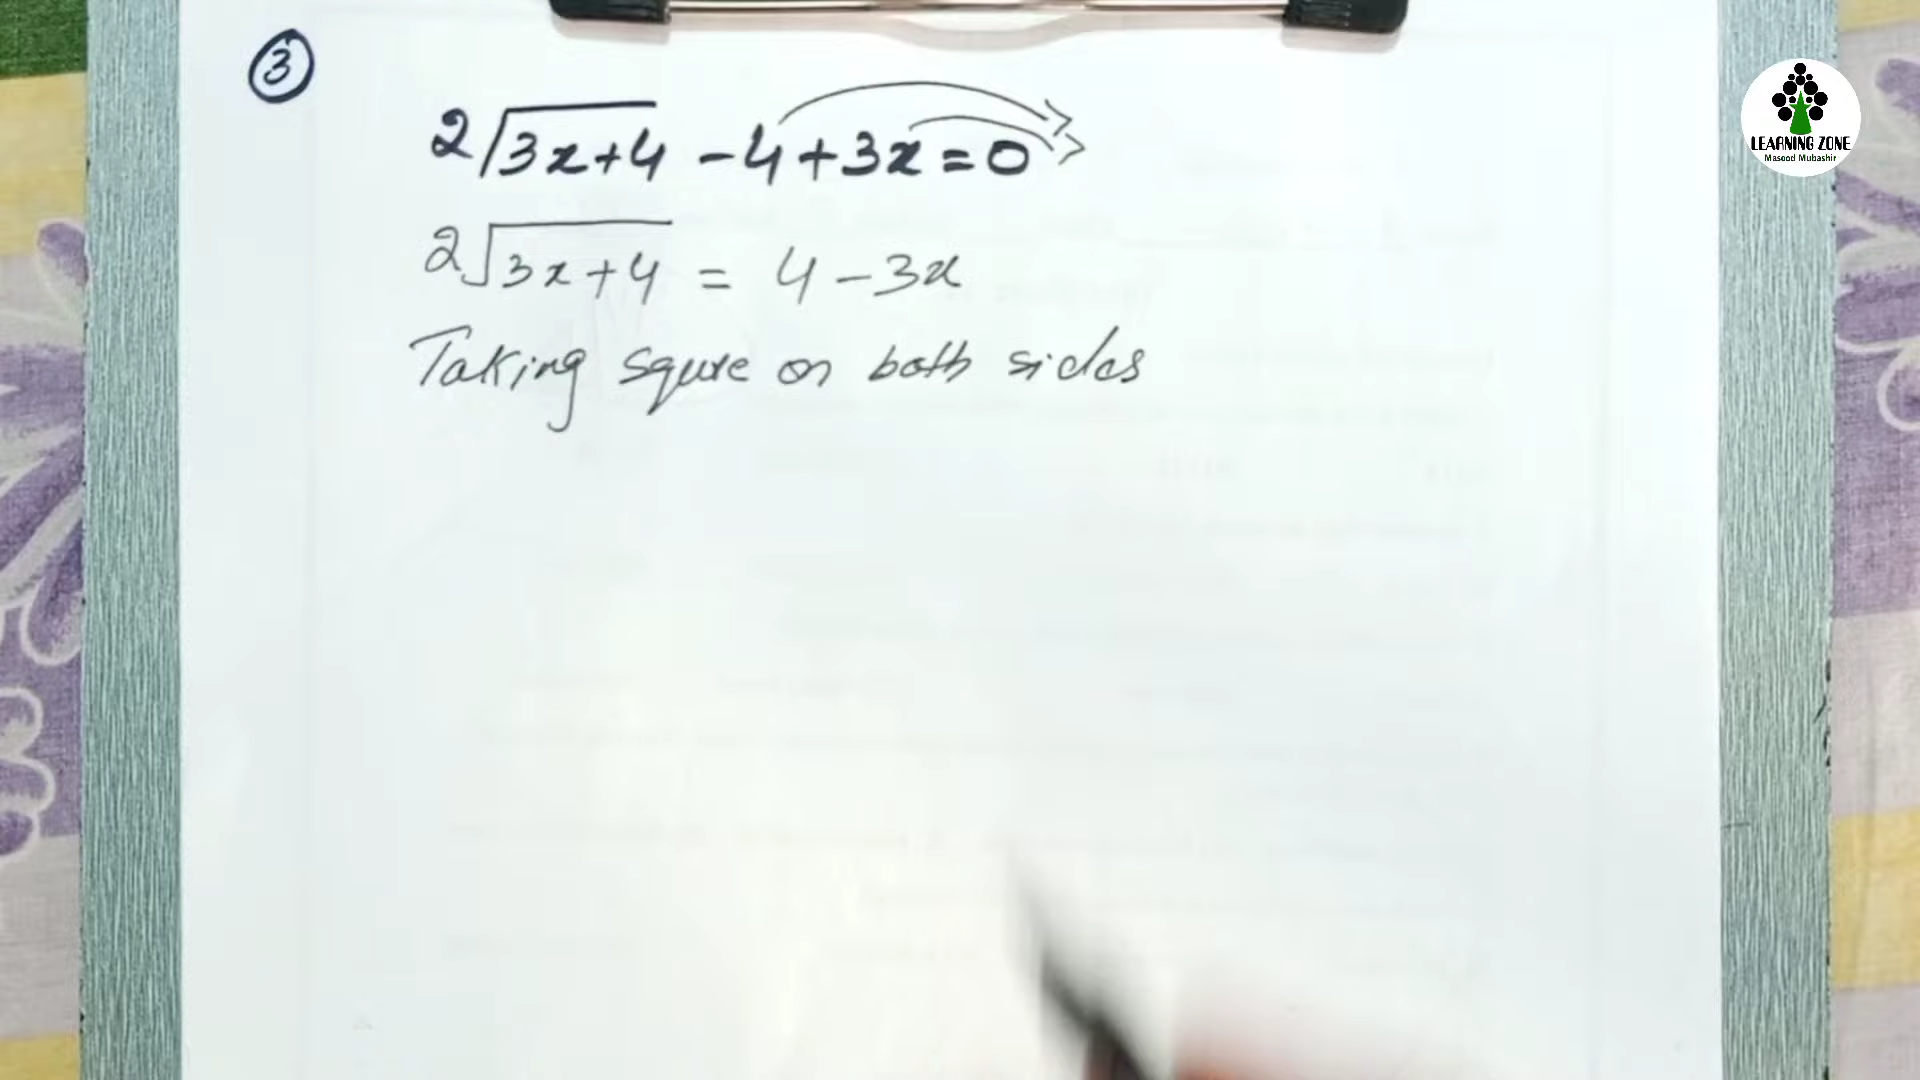 3
2√3x+4 -4+3x=0
2√3x+4 = 4-3x
Taking squre on both sides
LEARNING ZONE
Masood Mubashir